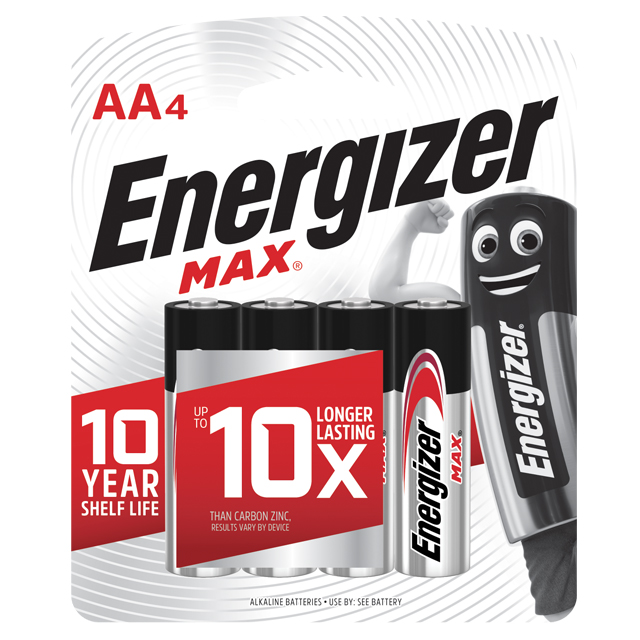 AA4
Energizer
MAX®
Energizer®
10
YEAR
SHELF LIFE
UP
TO
10X
LONGER
LASTING
THAN CARBON ZINC,
RESULTS VARY BY DEVICE
Energizer
MAX®
ALKALINE BATTERIES • USE BY: SEE BATTERY